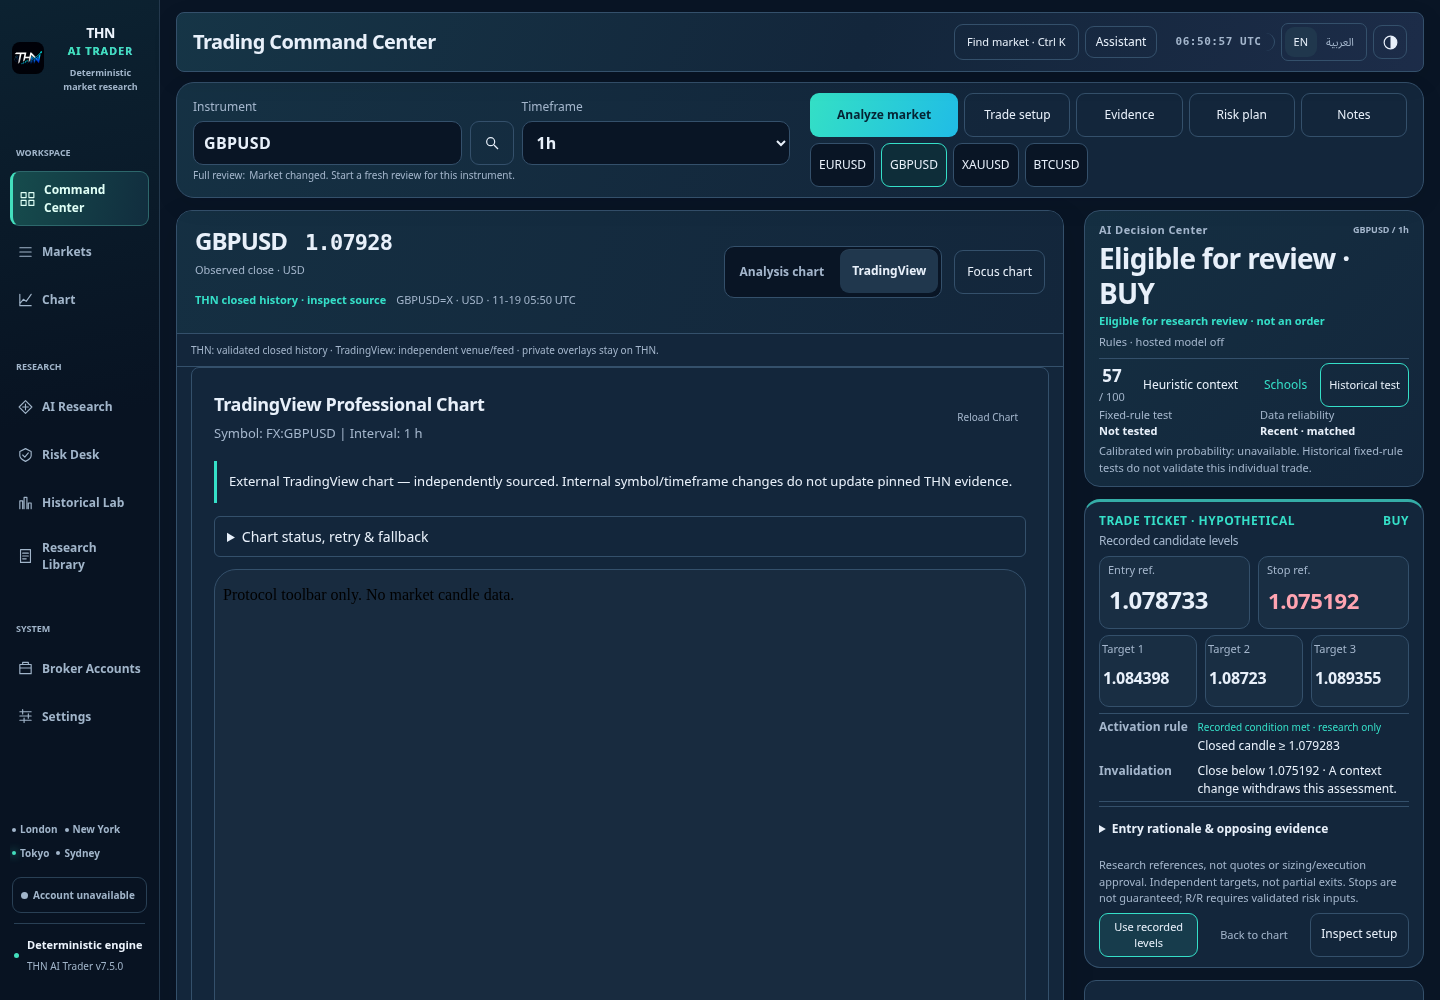 THN
AI TRADER
Deterministic
market research
WORKSPACE
Command
Center
Markets
Chart
RESEARCH
AI Research
Risk Desk
Historical Lab
Research
Library
SYSTEM
Broker Accounts
Settings
London New York
Tokyo Sydney
Account unavailable
Deterministic engine
THN AI Trader v7.5.0
Trading Command Center
Find market · Ctrl K
Assistant
06:50:57 UTC
EN
العربية
Instrument
Timeframe
GBPUSD
1h
Full review: Market changed. Start a fresh review for this instrument.
Analyze market
Trade setup
Evidence
Risk plan
Notes
EURUSD
GBPUSD
XAUUSD
BTCUSD
GBPUSD 1.07928
Observed close · USD
THN closed history · inspect source GBPUSD=X · USD · 11-19 05:50 UTC
Analysis chart
TradingView
Focus chart
THN: validated closed history · TradingView: independent venue/feed · private overlays stay on THN.
TradingView Professional Chart
Symbol: FX:GBPUSD | Interval: 1 h
Reload Chart
External TradingView chart — independently sourced. Internal symbol/timeframe changes do not update pinned THN evidence.
Chart status, retry & fallback
Protocol toolbar only. No market candle data.
AI Decision Center
GBPUSD / 1h
Eligible for review ·
BUY
Eligible for research review · not an order
Rules · hosted model off
57
/ 100
Heuristic context
Schools
Historical test
Fixed-rule test
Data reliability
Not tested
Recent · matched
Calibrated win probability: unavailable. Historical fixed-rule
tests do not validate this individual trade.
TRADE TICKET · HYPOTHETICAL
BUY
Recorded candidate levels
Entry ref.
Stop ref.
1.078733
1.075192
Target 1
Target 2
Target 3
1.084398
1.08723
1.089355
Activation rule
Recorded condition met · research only
Closed candle ≥ 1.079283
Invalidation
Close below 1.075192 · A context
change withdraws this assessment.
Entry rationale & opposing evidence
Research references, not quotes or sizing/execution
approval. Independent targets, not partial exits. Stops are
not guaranteed; R/R requires validated risk inputs.
Use recorded
levels
Back to chart
Inspect setup